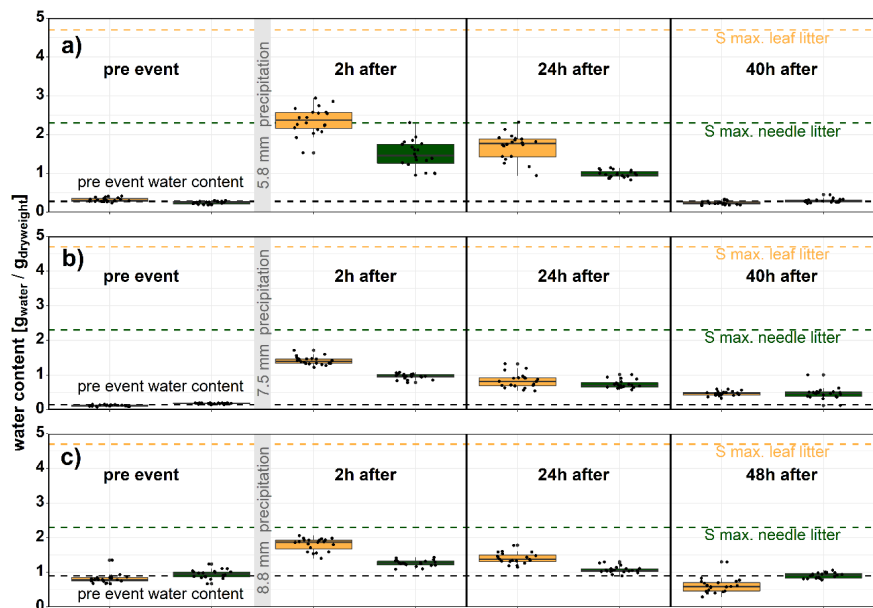 water content [g_water / g_dryweight]
5
4
3
2
1
0
a)
pre event
5.8 mm precipitation
2h after
24h after
40h after
S max. leaf litter
S max. needle litter
pre event water content
5
4
3
2
1
0
b)
pre event
7.5 mm precipitation
2h after
24h after
40h after
S max. leaf litter
S max. needle litter
pre event water content
5
4
3
2
1
0
c)
pre event
8.8 mm precipitation
2h after
24h after
48h after
S max. leaf litter
S max. needle litter
pre event water content